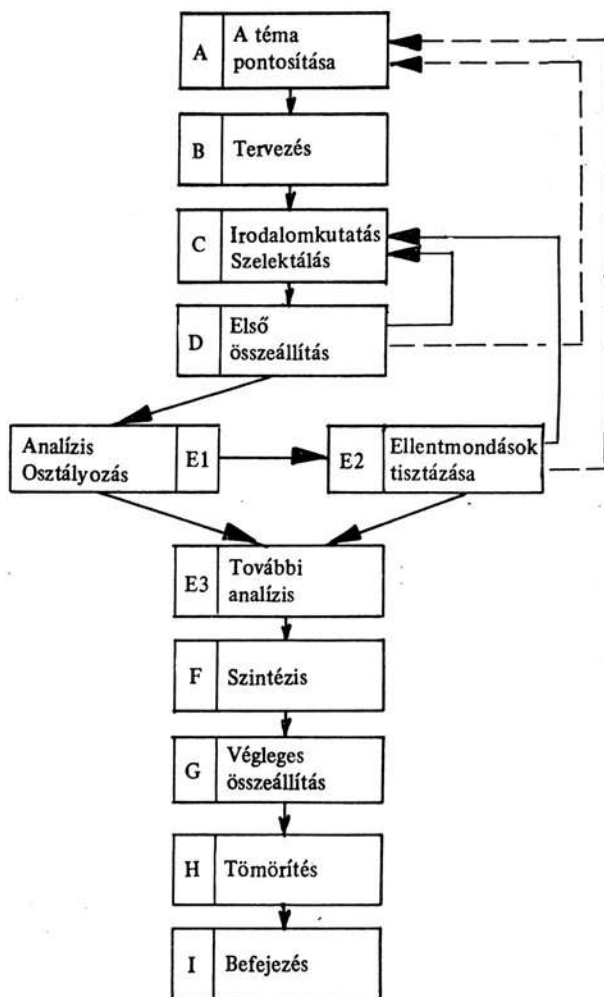 A
A téma
pontosítása
B
Tervezés
C
Irodalomkutatás
Szelektálás
D
Első
összeállítás
Analízis
Osztályozás
E1
E2
Ellentmondások
tisztázása
E3
További
analízis
F
Szintézis
G
Végleges
összeállítás
H
Tömörítés
I
Befejezés